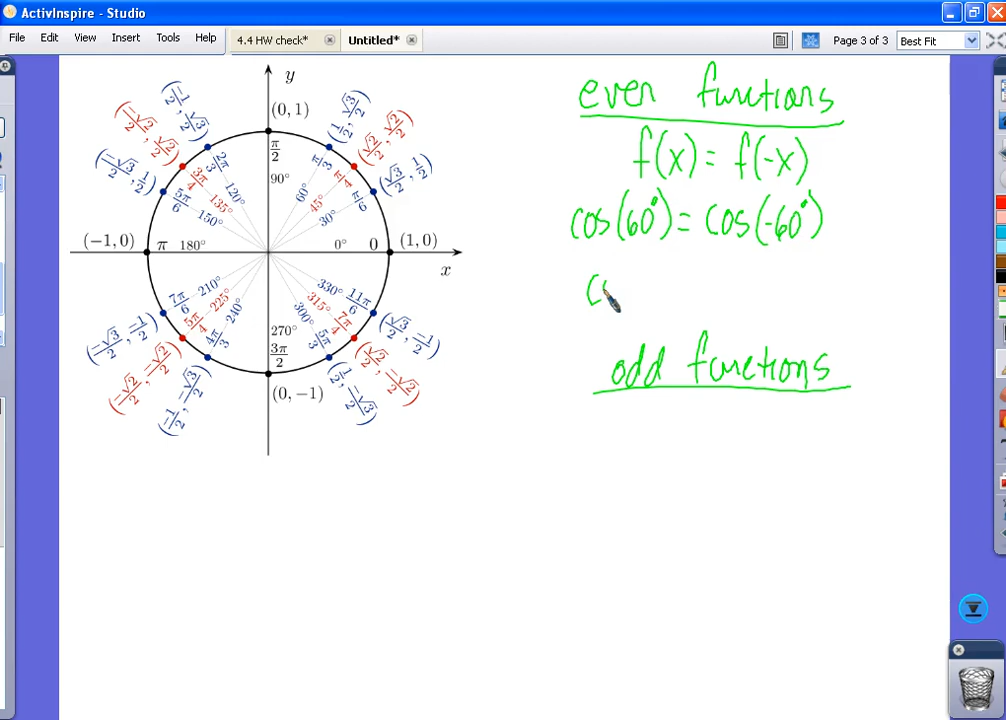 ActivInspire - Studio
File Edit View Insert Tools Help
4.4 HW check* Untitled* Page 3 of 3 Best Fit
y
x
(0, 1)
π/2
90°
(1/2, √3/2)
π/3
60°
(√2/2, √2/2)
π/4
45°
(√3/2, 1/2)
π/6
30°
0° 0 (1, 0)
(-1/2, √3/2)
2π/3
120°
(-√2/2, √2/2)
3π/4
135°
(-√3/2, 1/2)
5π/6
150°
(−1, 0) π 180°
(-√3/2, -1/2)
7π/6
210°
(-√2/2, -√2/2)
5π/4
225°
(-1/2, -√3/2)
4π/3
240°
270°
3π/2
(0, −1)
(1/2, -√3/2)
5π/3
300°
(√2/2, -√2/2)
7π/4
315°
(√3/2, -1/2)
11π/6
330°
even functions
f(x) = f(-x)
cos(60°) = cos(-60°)
odd functions